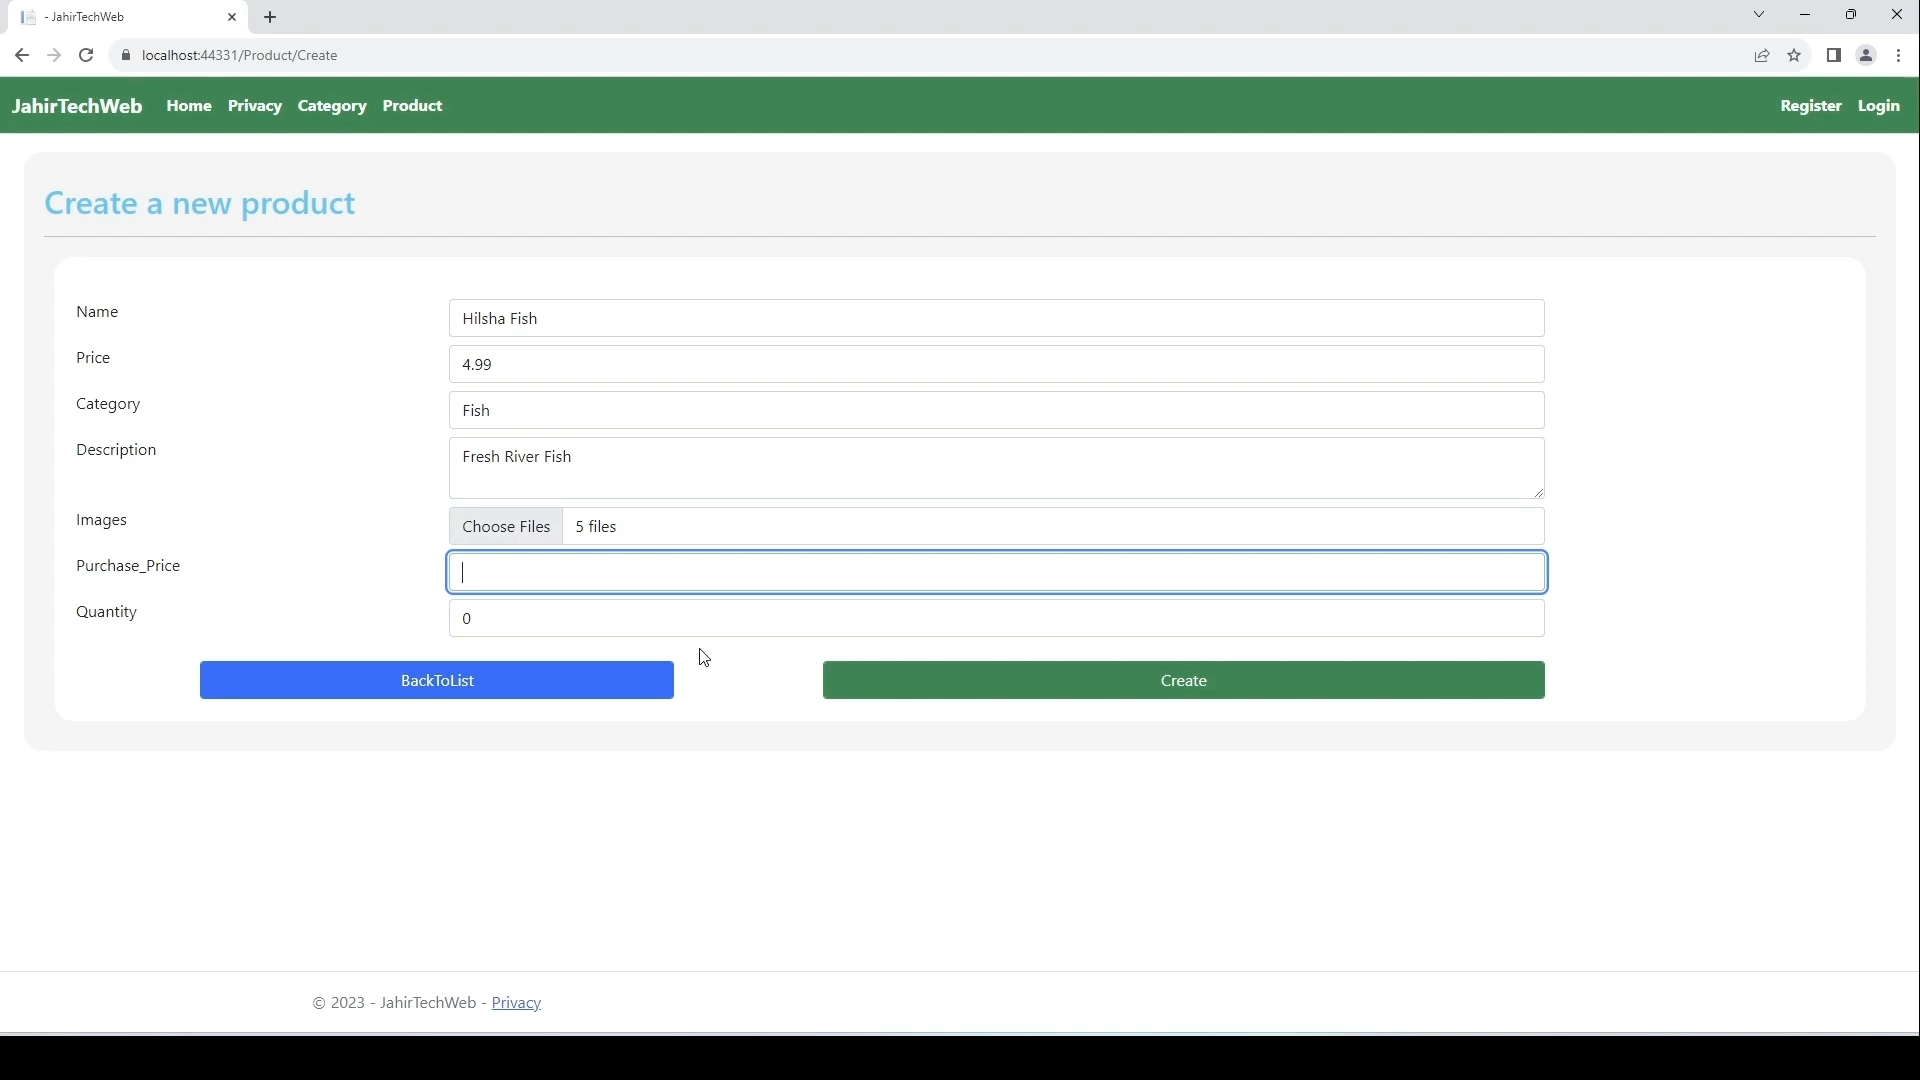 - JahirTechWeb
localhost:44331/Product/Create
JahirTechWeb Home Privacy Category Product Register Login
Create a new product
Name Hilsha Fish
Price 4.99
Category Fish
Description Fresh River Fish
Images Choose Files 5 files
Purchase_Price
Quantity 0
BackToList Create
© 2023 - JahirTechWeb - Privacy